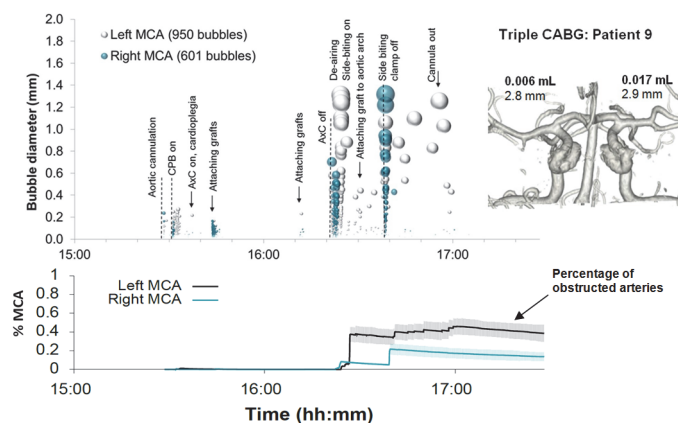 Triple CABG: Patient 9
Left MCA (950 bubbles)
Right MCA (601 bubbles)
Bubble diameter (mm)
2.0
1.8
1.6
1.4
1.2
1.0
0.8
0.6
0.4
0.2
0.0
Aortic cannulation
CPB on
AxC on, cardioplegia
Attaching grafts
Attaching grafts
AxC off
De-airing
Side-biting on
Attaching graft to aortic arch
Side biting
clamp off
Cannula out
15:00
16:00
17:00
0.006 mL
2.8 mm
0.017 mL
2.9 mm
% MCA
1
0.8
0.6
0.4
0.2
0
Left MCA
Right MCA
Percentage of
obstructed arteries
15:00
16:00
17:00
Time (hh:mm)